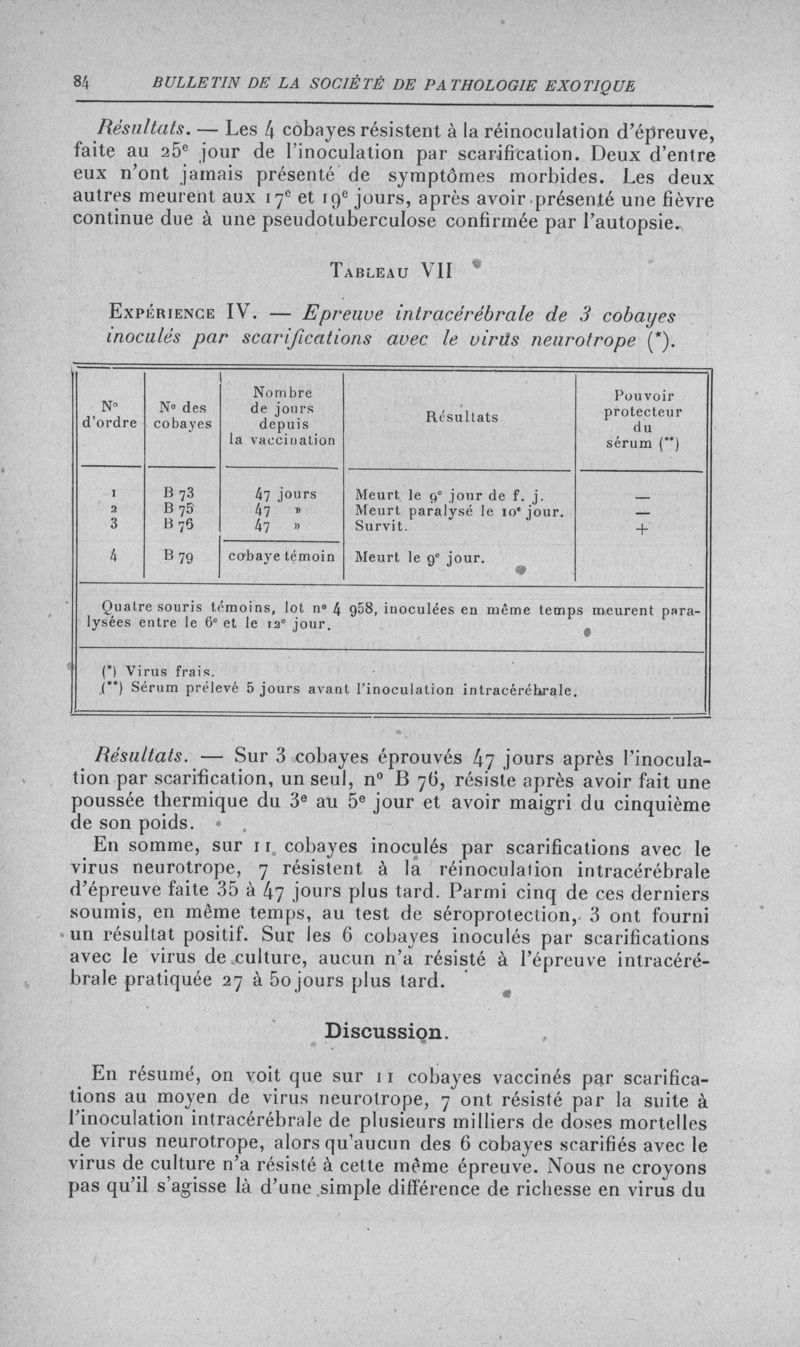 84 BULLETIN DE LA SOCIÉTÉ DE PATHOLOGIE EXOTIQUE
Résultats. — Les 4 cobayes résistent à la réinoculation d'épreuve,
faite au 25e jour de l'inoculation par scarification. Deux d'entre
eux n'ont jamais présenté de symptômes morbides. Les deux
autres meurent aux 17e et 19e jours, après avoir présenté une fièvre
continue due à une pseudotuberculose confirmée par l'autopsie.
TABLEAU VII
EXPÉRIENCE IV. — Epreuve intracérébrale de 3 cobayes
inoculés par scarifications avec le virus neurotrope (*).
N° d'ordre | N° des cobayes | Nombre de jours depuis la vaccination | Résultats | Pouvoir protecteur du sérum (**)
1 | B 73 | 47 jours | Meurt le 9e jour de f. j. | —
2 | B 75 | 47 » | Meurt paralysé le 10e jour. | —
3 | B 76 | 47 » | Survit. | +
4 | B 79 | cobaye témoin | Meurt le 9e jour.
Quatre souris témoins, lot n° 4 958, inoculées en même temps meurent para-
lysées entre le 6e et le 12e jour.
(*) Virus frais.
(**) Sérum prélevé 5 jours avant l'inoculation intracérébrale.
Résultats. — Sur 3 cobayes éprouvés 47 jours après l'inocula-
tion par scarification, un seul, n° B 76, résiste après avoir fait une
poussée thermique du 3e au 5e jour et avoir maigri du cinquième
de son poids.
En somme, sur 11 cobayes inoculés par scarifications avec le
virus neurotrope, 7 résistent à la réinoculation intracérébrale
d'épreuve faite 35 à 47 jours plus tard. Parmi cinq de ces derniers
soumis, en même temps, au test de séroprotection, 3 ont fourni
un résultat positif. Sur les 6 cobayes inoculés par scarifications
avec le virus de culture, aucun n'a résisté à l'épreuve intracéré-
brale pratiquée 27 à 50 jours plus tard.
Discussion.
En résumé, on voit que sur 11 cobayes vaccinés par scarifica-
tions au moyen de virus neurotrope, 7 ont résisté par la suite à
l'inoculation intracérébrale de plusieurs milliers de doses mortelles
de virus neurotrope, alors qu'aucun des 6 cobayes scarifiés avec le
virus de culture n'a résisté à cette même épreuve. Nous ne croyons
pas qu'il s'agisse là d'une simple différence de richesse en virus du